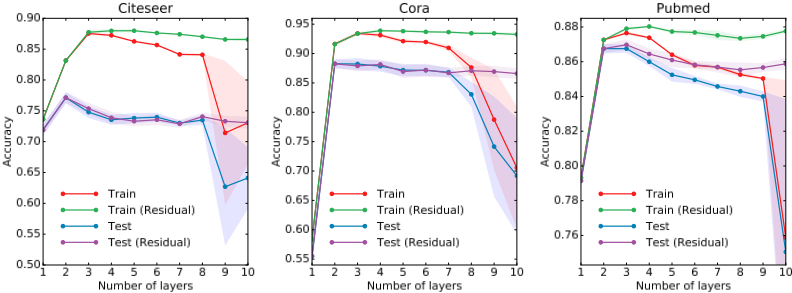 Citeseer
0.90
0.85
0.80
0.75
0.70
0.65
0.60
0.55
0.50
Accuracy
Train
Train (Residual)
Test
Test (Residual)
1 2 3 4 5 6 7 8 9 10
Number of layers
Cora
0.95
0.90
0.85
0.80
0.75
0.70
0.65
0.60
0.55
Accuracy
Train
Train (Residual)
Test
Test (Residual)
1 2 3 4 5 6 7 8 9 10
Number of layers
Pubmed
0.88
0.86
0.84
0.82
0.80
0.78
0.76
Accuracy
Train
Train (Residual)
Test
Test (Residual)
1 2 3 4 5 6 7 8 9 10
Number of layers